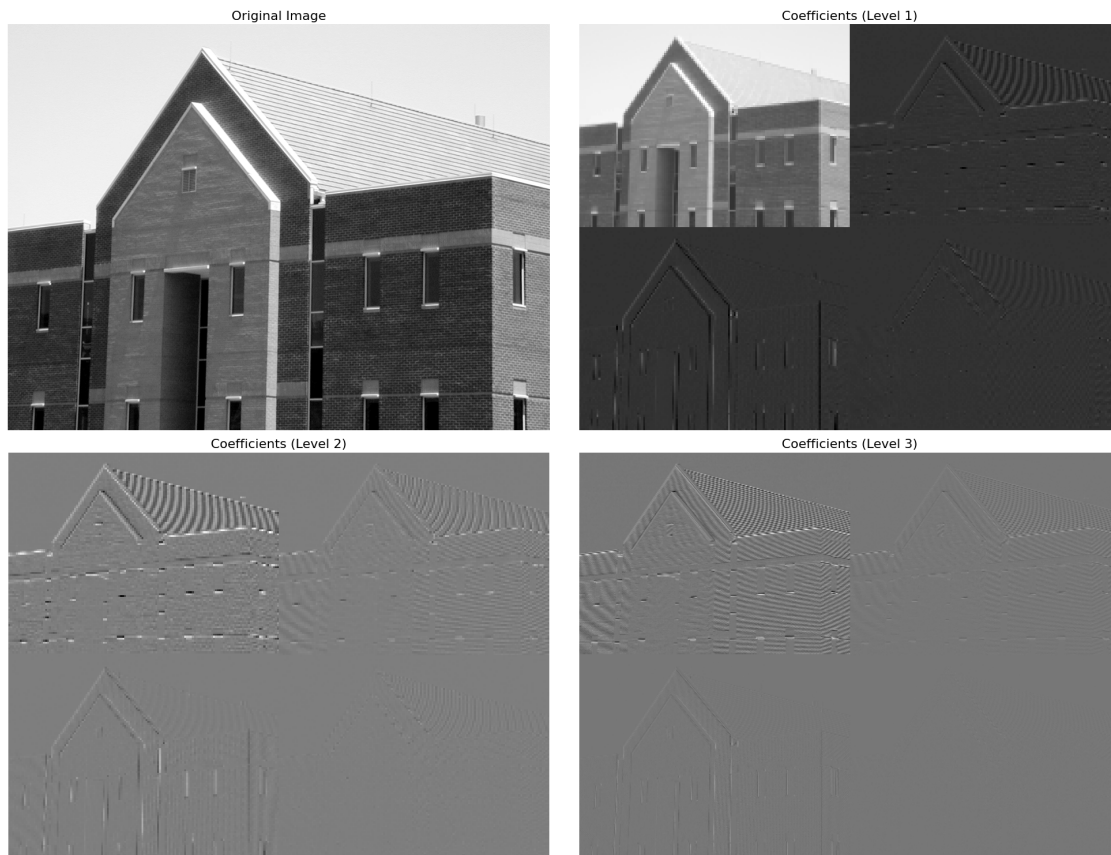 Original Image
Coefficients (Level 1)
Coefficients (Level 2)
Coefficients (Level 3)